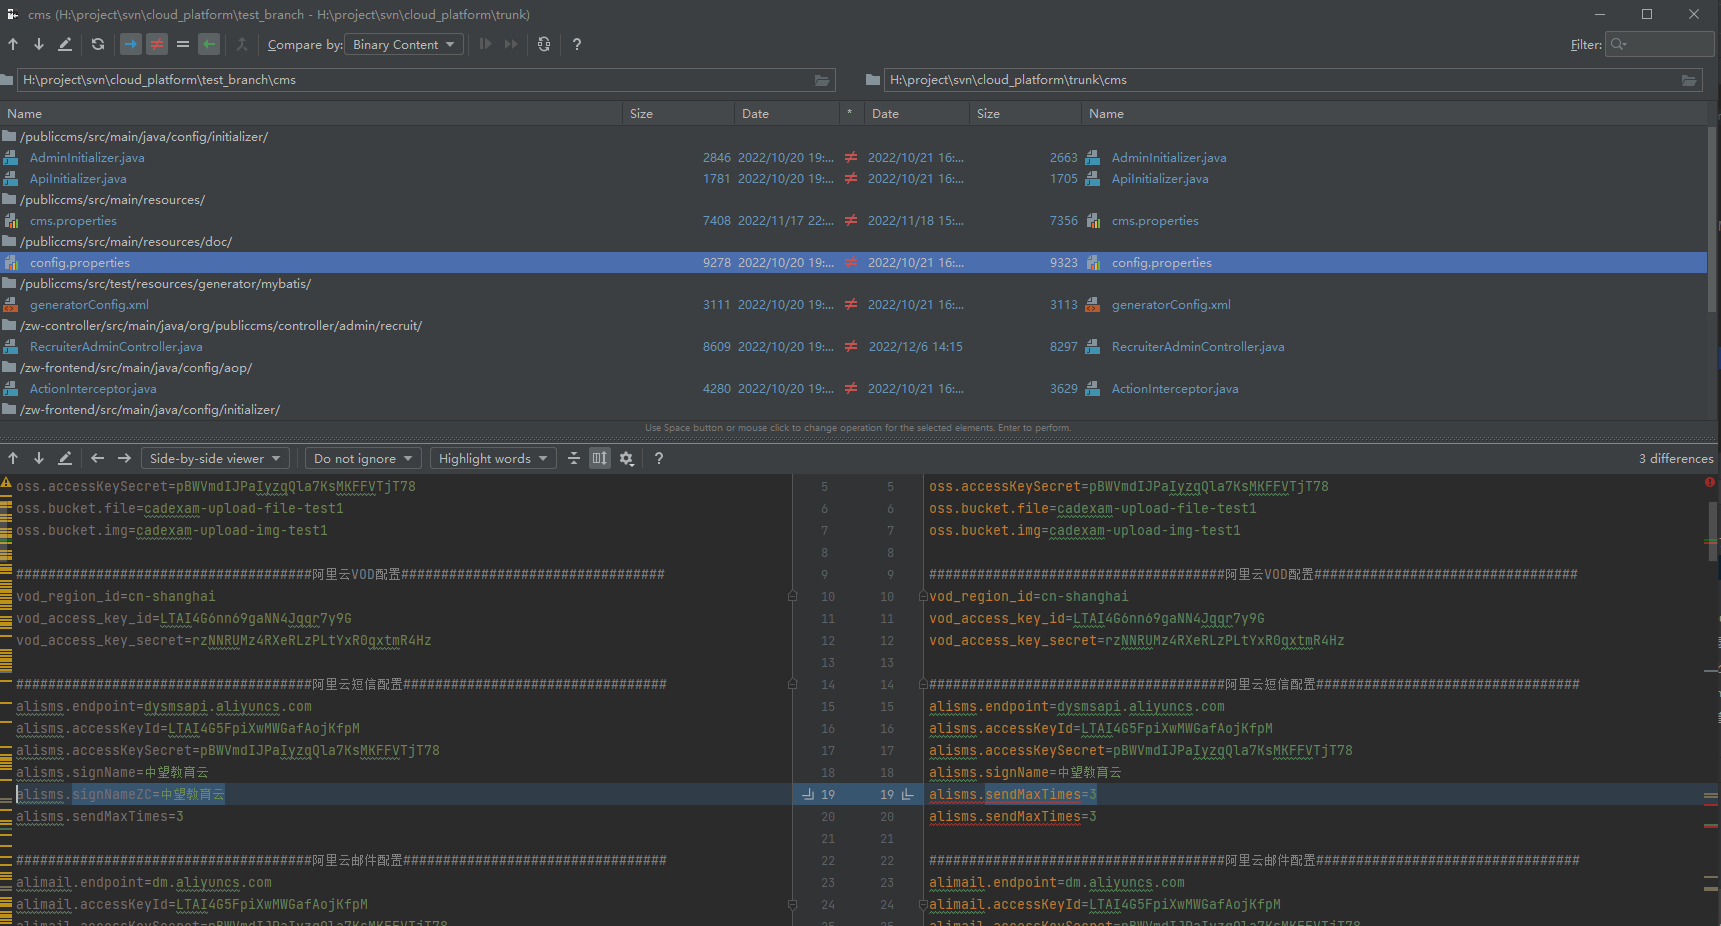 cms (H:\project\svn\cloud_platform\test_branch - H:\project\svn\cloud_platform\trunk)
Compare by: Binary Content
Filter:
H:\project\svn\cloud_platform\test_branch\cms
H:\project\svn\cloud_platform\trunk\cms
Name Size Date * Date Size Name
/publiccms/src/main/java/config/initializer/
AdminInitializer.java 2846 2022/10/20 19:... ≠ 2022/10/21 16:... 2663 AdminInitializer.java
ApiInitializer.java 1781 2022/10/20 19:... ≠ 2022/10/21 16:... 1705 ApiInitializer.java
/publiccms/src/main/resources/
cms.properties 7408 2022/11/17 22:... ≠ 2022/11/18 15:... 7356 cms.properties
/publiccms/src/main/resources/doc/
config.properties 9278 2022/10/20 19:... ≠ 2022/10/21 16:... 9323 config.properties
/publiccms/src/test/resources/generator/mybatis/
generatorConfig.xml 3111 2022/10/20 19:... ≠ 2022/10/21 16:... 3113 generatorConfig.xml
/zw-controller/src/main/java/org/publiccms/controller/admin/recruit/
RecruiterAdminController.java 8609 2022/10/20 19:... ≠ 2022/12/6 14:15 8297 RecruiterAdminController.java
/zw-frontend/src/main/java/config/aop/
ActionInterceptor.java 4280 2022/10/20 19:... ≠ 2022/10/21 16:... 3629 ActionInterceptor.java
/zw-frontend/src/main/java/config/initializer/
Use Space button or mouse click to change operation for the selected elements. Enter to perform.
Side-by-side viewer Do not ignore Highlight words ? 3 differences
oss.accessKeySecret=pBWVmdIJPaIyzqQla7KsMKFFVTjT78 5 5 oss.accessKeySecret=pBWVmdIJPaIyzqQla7KsMKFFVTjT78
oss.bucket.file=cadexam-upload-file-test1 6 6 oss.bucket.file=cadexam-upload-file-test1
oss.bucket.img=cadexam-upload-img-test1 7 7 oss.bucket.img=cadexam-upload-img-test1
8 8
#####################################阿里云VOD配置################################# 9 9 #####################################阿里云VOD配置#################################
vod_region_id=cn-shanghai 10 10 vod_region_id=cn-shanghai
vod_access_key_id=LTAI4G6nn69gaNN4Jqqr7y9G 11 11 vod_access_key_id=LTAI4G6nn69gaNN4Jqqr7y9G
vod_access_key_secret=rzNNRUMz4RXeRLzPLtYxR0qxtmR4Hz 12 12 vod_access_key_secret=rzNNRUMz4RXeRLzPLtYxR0qxtmR4Hz
13 13
#####################################阿里云短信配置################################# 14 14 #####################################阿里云短信配置#################################
alisms.endpoint=dysmsapi.aliyuncs.com 15 15 alisms.endpoint=dysmsapi.aliyuncs.com
alisms.accessKeyId=LTAI4G5FpiXwMWGafAojKfpM 16 16 alisms.accessKeyId=LTAI4G5FpiXwMWGafAojKfpM
alisms.accessKeySecret=pBWVmdIJPaIyzqQla7KsMKFFVTjT78 17 17 alisms.accessKeySecret=pBWVmdIJPaIyzqQla7KsMKFFVTjT78
alisms.signName=中望教育云 18 18 alisms.signName=中望教育云
alisms.signNameZC=中望教育云 19 19 alisms.sendMaxTimes=3
alisms.sendMaxTimes=3 20 20 alisms.sendMaxTimes=3
21 21
#####################################阿里云邮件配置################################# 22 22 #####################################阿里云邮件配置#################################
alimail.endpoint=dm.aliyuncs.com 23 23 alimail.endpoint=dm.aliyuncs.com
alimail.accessKeyId=LTAI4G5FpiXwMWGafAojKfpM 24 24 alimail.accessKeyId=LTAI4G5FpiXwMWGafAojKfpM